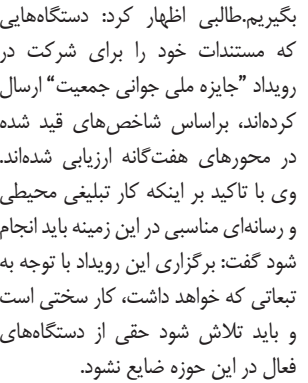 بگیریم.طالبی اظهار کرد: دستگاه‌هایی
که مستندات خود را برای شرکت در
رویداد ”جایزه ملی جوانی جمعیت“ ارسال
کرده‌اند، براساس شاخص‌های قید شده
در محورهای هفت‌گانه ارزیابی شده‌اند.
وی با تاکید بر اینکه کار تبلیغی محیطی
و رسانه‌ای مناسبی در این زمینه باید انجام
شود گفت: برگزاری این رویداد با توجه به
تبعاتی که خواهد داشت، کار سختی است
و باید تلاش شود حقی از دستگاه‌های
فعال در این حوزه ضایع نشود.